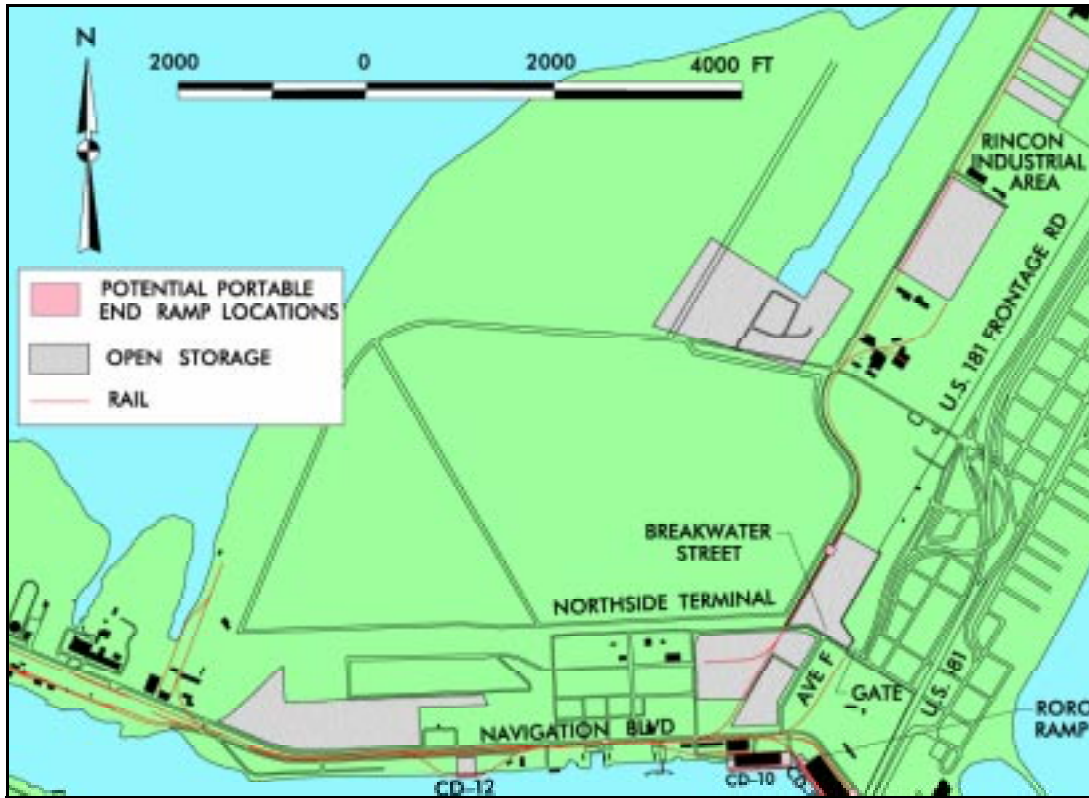 N
2000 0 2000 4000 FT
RINCON
INDUSTRIAL
AREA
POTENTIAL PORTABLE
END RAMP LOCATIONS
OPEN STORAGE
RAIL
U.S. 181 FRONTAGE RD
BREAKWATER
STREET
NORTHSIDE TERMINAL
AVE F
GATE
U.S. 181
RORO
RAMP
NAVIGATION BLVD
CD-12
CD-10